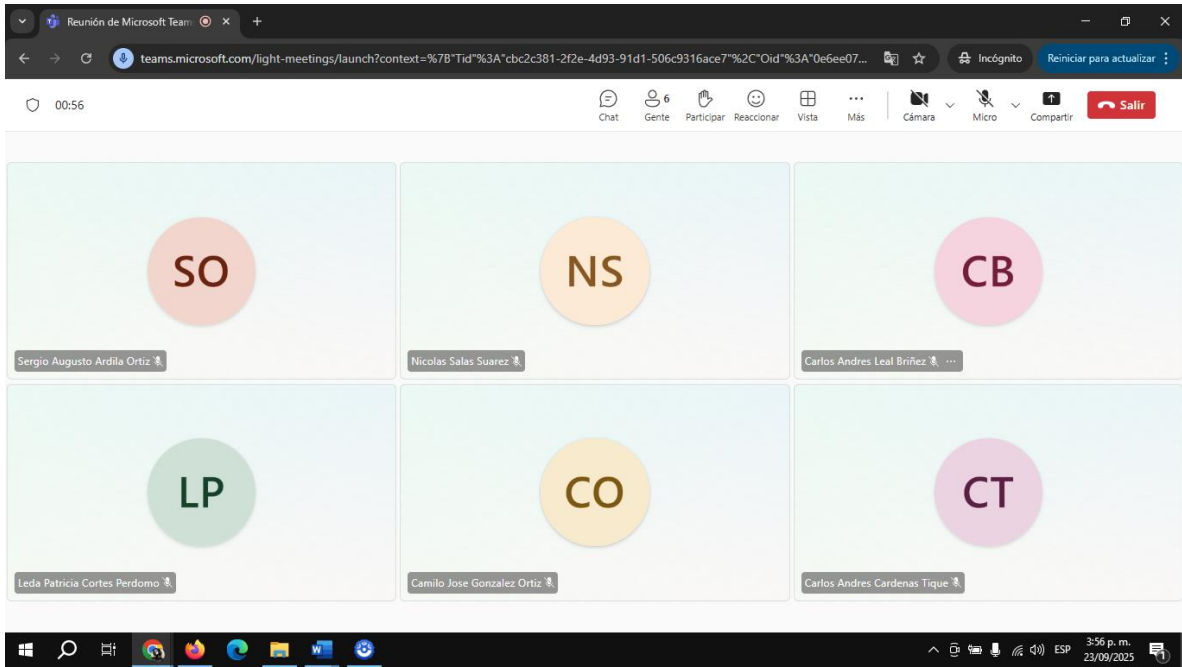 Reunión de Microsoft Team
teams.microsoft.com/light-meetings/launch?context=%7B"Tid"%3A"cbc2c381-2f2e-4d93-91d1-506c9316ace7"%2C"Oid"%3A"0e6ee07...
Incógnito
Reiniciar para actualizar
00:56
Chat
6
Gente
Participar
Reaccionar
Vista
Más
Cámara
Micro
Compartir
Salir
SO
NS
CB
Sergio Augusto Ardila Ortiz
Nicolas Salas Suarez
Carlos Andres Leal Briñez ...
LP
CO
CT
Leda Patricia Cortes Perdomo
Camilo Jose Gonzalez Ortiz
Carlos Andres Cardenas Tique
ESP
3:56 p. m.
23/09/2025
1